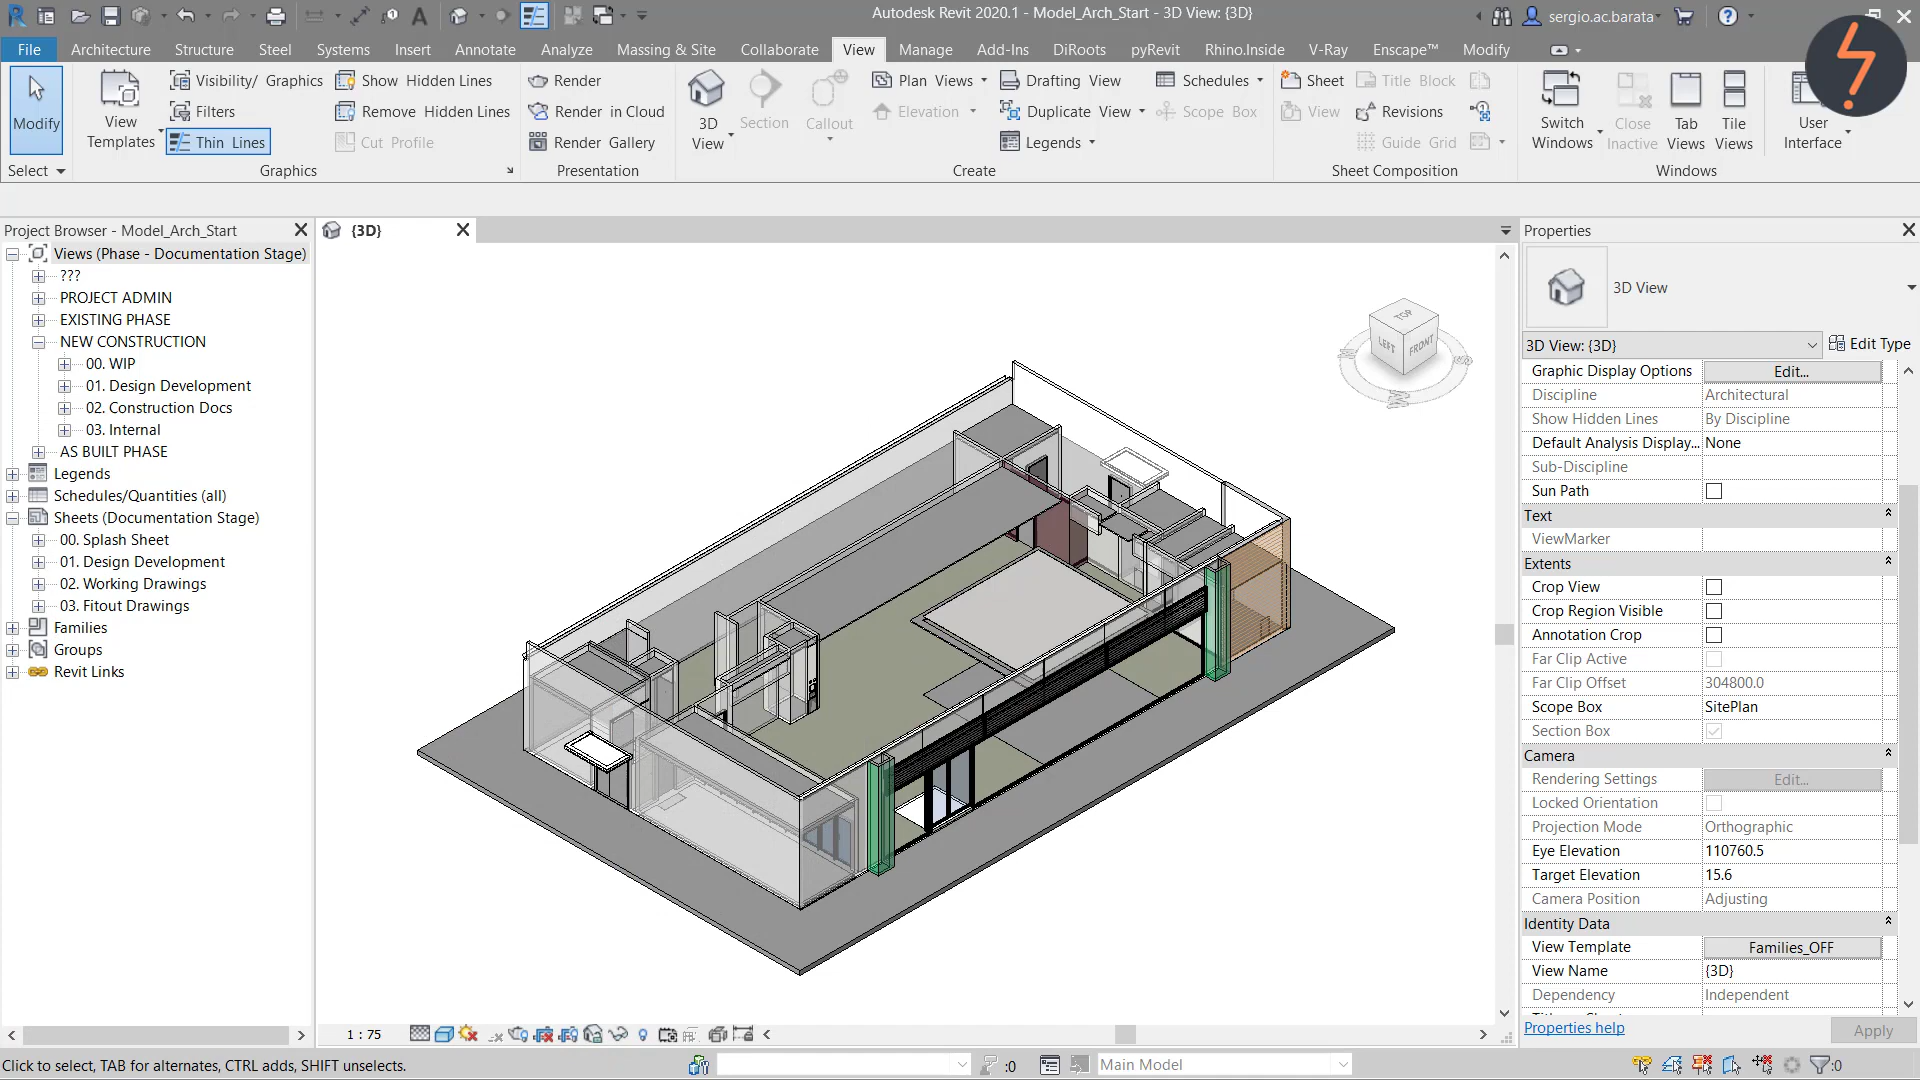 Autodesk Revit 2020.1 - Model_Arch_Start - 3D View: {3D}
sergio.ac.barata
File Architecture Structure Steel Systems Insert Annotate Analyze Massing & Site Collaborate View Manage Add-Ins DiRoots pyRevit Rhino.Inside V-Ray Enscape™ Modify
Modify
View Templates
Visibility/ Graphics
Filters
Thin Lines
Show Hidden Lines
Remove Hidden Lines
Cut Profile
Render
Render in Cloud
Render Gallery
3D View
Section
Callout
Plan Views
Elevation
Drafting View
Duplicate View
Legends
Schedules
Scope Box
Sheet
View
Title Block
Revisions
Guide Grid
Switch Windows
Close Inactive
Tab Views
Tile Views
User Interface
Select
Graphics
Presentation
Create
Sheet Composition
Windows
Project Browser - Model_Arch_Start
Views (Phase - Documentation Stage)
???
PROJECT ADMIN
EXISTING PHASE
NEW CONSTRUCTION
00. WIP
01. Design Development
02. Construction Docs
03. Internal
AS BUILT PHASE
Legends
Schedules/Quantities (all)
Sheets (Documentation Stage)
00. Splash Sheet
01. Design Development
02. Working Drawings
03. Fitout Drawings
Families
Groups
Revit Links
{3D}
TOP
LEFT
FRONT
Properties
3D View
3D View: {3D}
Edit Type
Graphic Display Options Edit...
Discipline Architectural
Show Hidden Lines By Discipline
Default Analysis Display... None
Sub-Discipline
Sun Path
Text
ViewMarker
Extents
Crop View
Crop Region Visible
Annotation Crop
Far Clip Active
Far Clip Offset 304800.0
Scope Box SitePlan
Section Box
Camera
Rendering Settings Edit...
Locked Orientation
Projection Mode Orthographic
Eye Elevation 110760.5
Target Elevation 15.6
Camera Position Adjusting
Identity Data
View Template Families_OFF
View Name {3D}
Dependency Independent
Properties help
Apply
1 : 75
Click to select, TAB for alternates, CTRL adds, SHIFT unselects.
:0
Main Model
:0